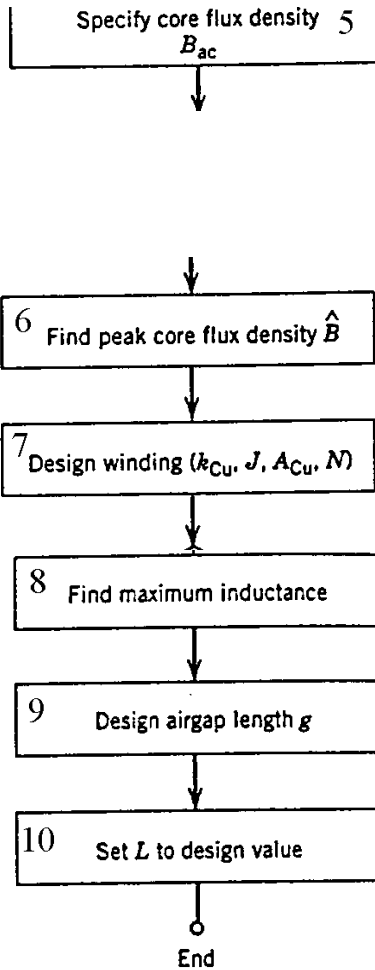 Specify core flux density 5
B_ac
6 Find peak core flux density B̂
7 Design winding (k_Cu, J, A_Cu, N)
8 Find maximum inductance
9 Design airgap length g
10 Set L to design value
End